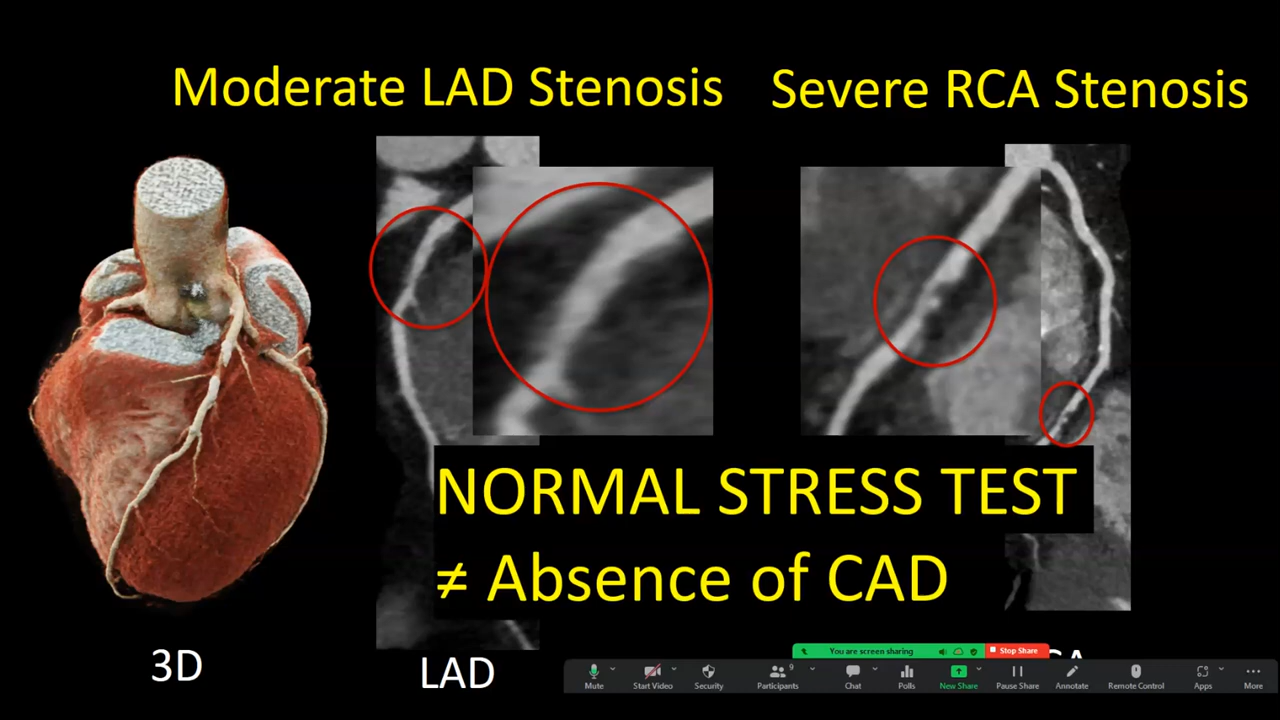 Moderate LAD Stenosis
Severe RCA Stenosis
NORMAL STRESS TEST
≠ Absence of CAD
3D
LAD
You are screen sharing
Stop Share
Mute
Start Video
Security
9
Participants
Chat
Polls
New Share
Pause Share
Annotate
Remote Control
Apps
More